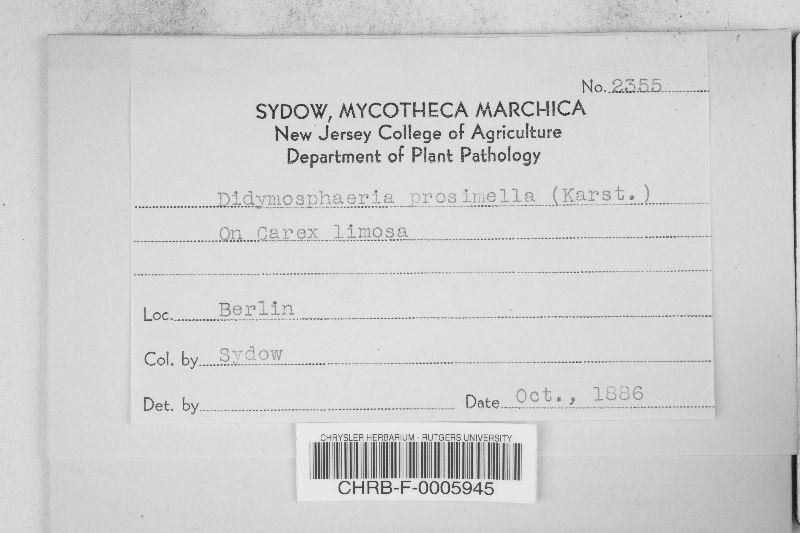 No. 2355
SYDOW, MYCOTHECA MARCHICA
New Jersey College of Agriculture
Department of Plant Pathology
Didymosphaeria prosimella (Karst.)
On Carex limosa
Loc. Berlin
Col. by Sydow
Det. by
Date Oct., 1886
CHRYSLER HERBARIUM - RUTGERS UNIVERSITY
CHRB-F-0005945